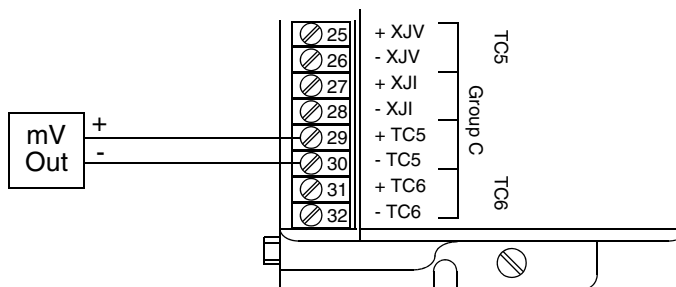 25 + XJV
26 - XJV
27 + XJI
28 - XJI
29 + TC5
30 - TC5
31 + TC6
32 - TC6
TC5
Group C
TC6
mV
Out
+
-